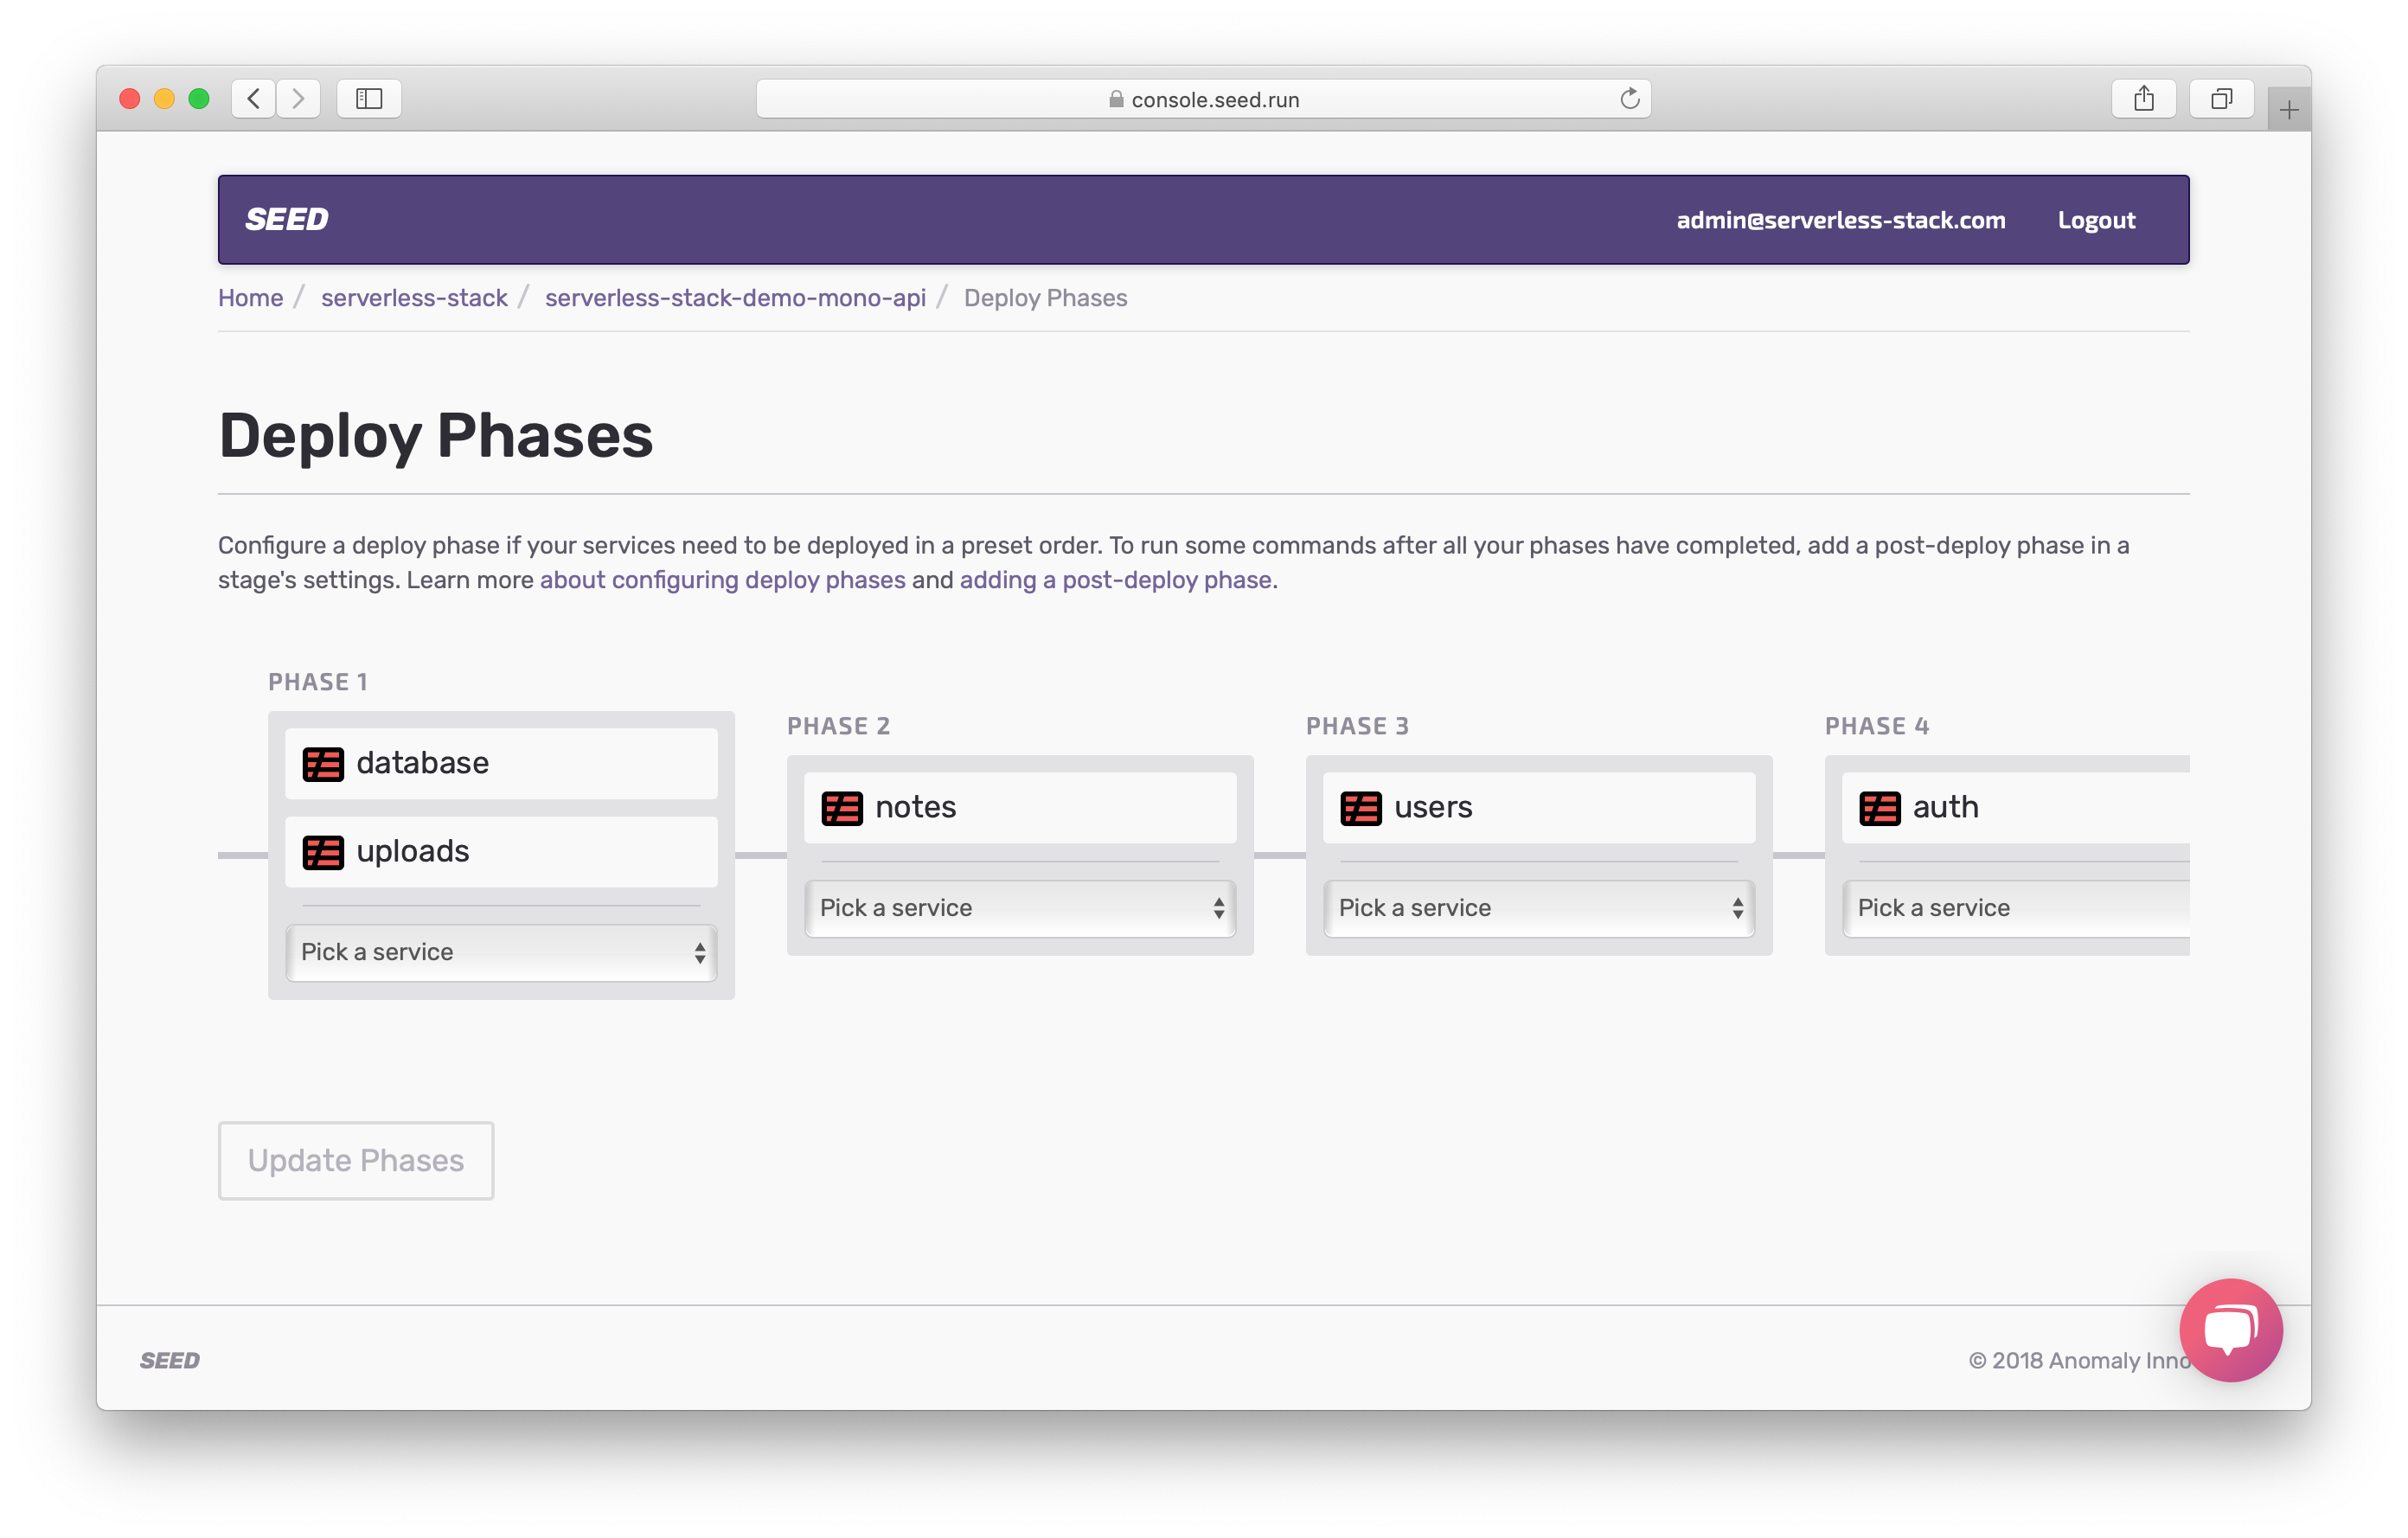 console.seed.run
SEED
admin@serverless-stack.com Logout
Home / serverless-stack / serverless-stack-demo-mono-api / Deploy Phases
Deploy Phases
Configure a deploy phase if your services need to be deployed in a preset order. To run some commands after all your phases have completed, add a post-deploy phase in a
stage's settings. Learn more about configuring deploy phases and adding a post-deploy phase.
PHASE 1
database
uploads
Pick a service
PHASE 2
notes
Pick a service
PHASE 3
users
Pick a service
PHASE 4
auth
Pick a service
Update Phases
SEED
© 2018 Anomaly